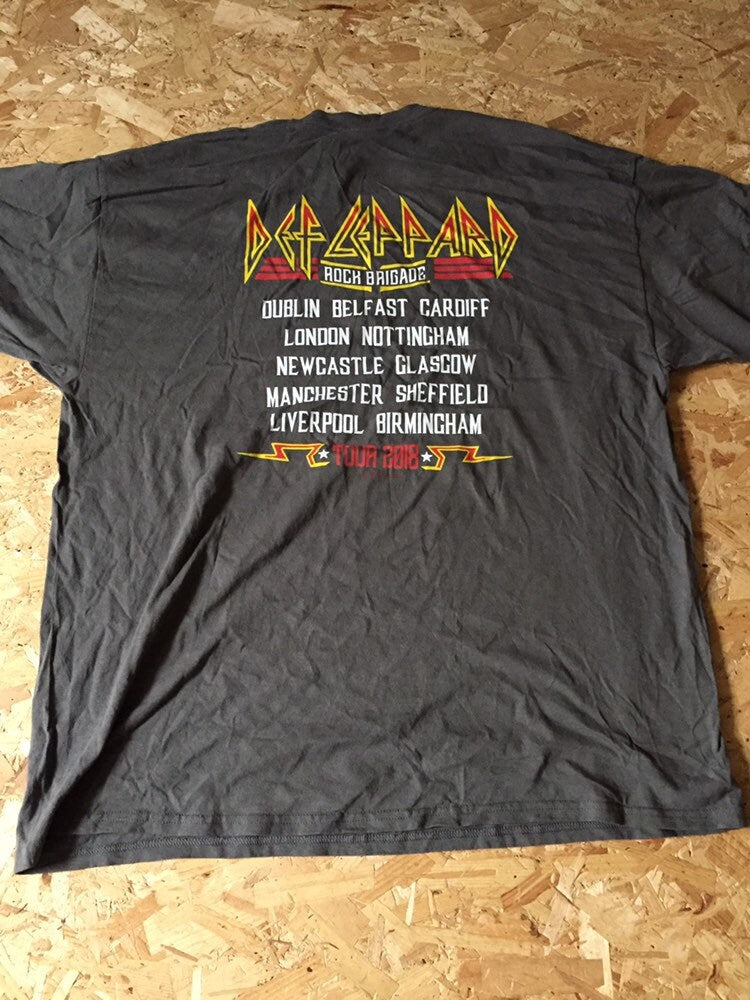 DEF LEPPARD
ROCK BRIGADE
DUBLIN BELFAST CARDIFF
LONDON NOTTINGHAM
NEWCASTLE GLASGOW
MANCHESTER SHEFFIELD
LIVERPOOL BIRMINGHAM
TOUR 2018